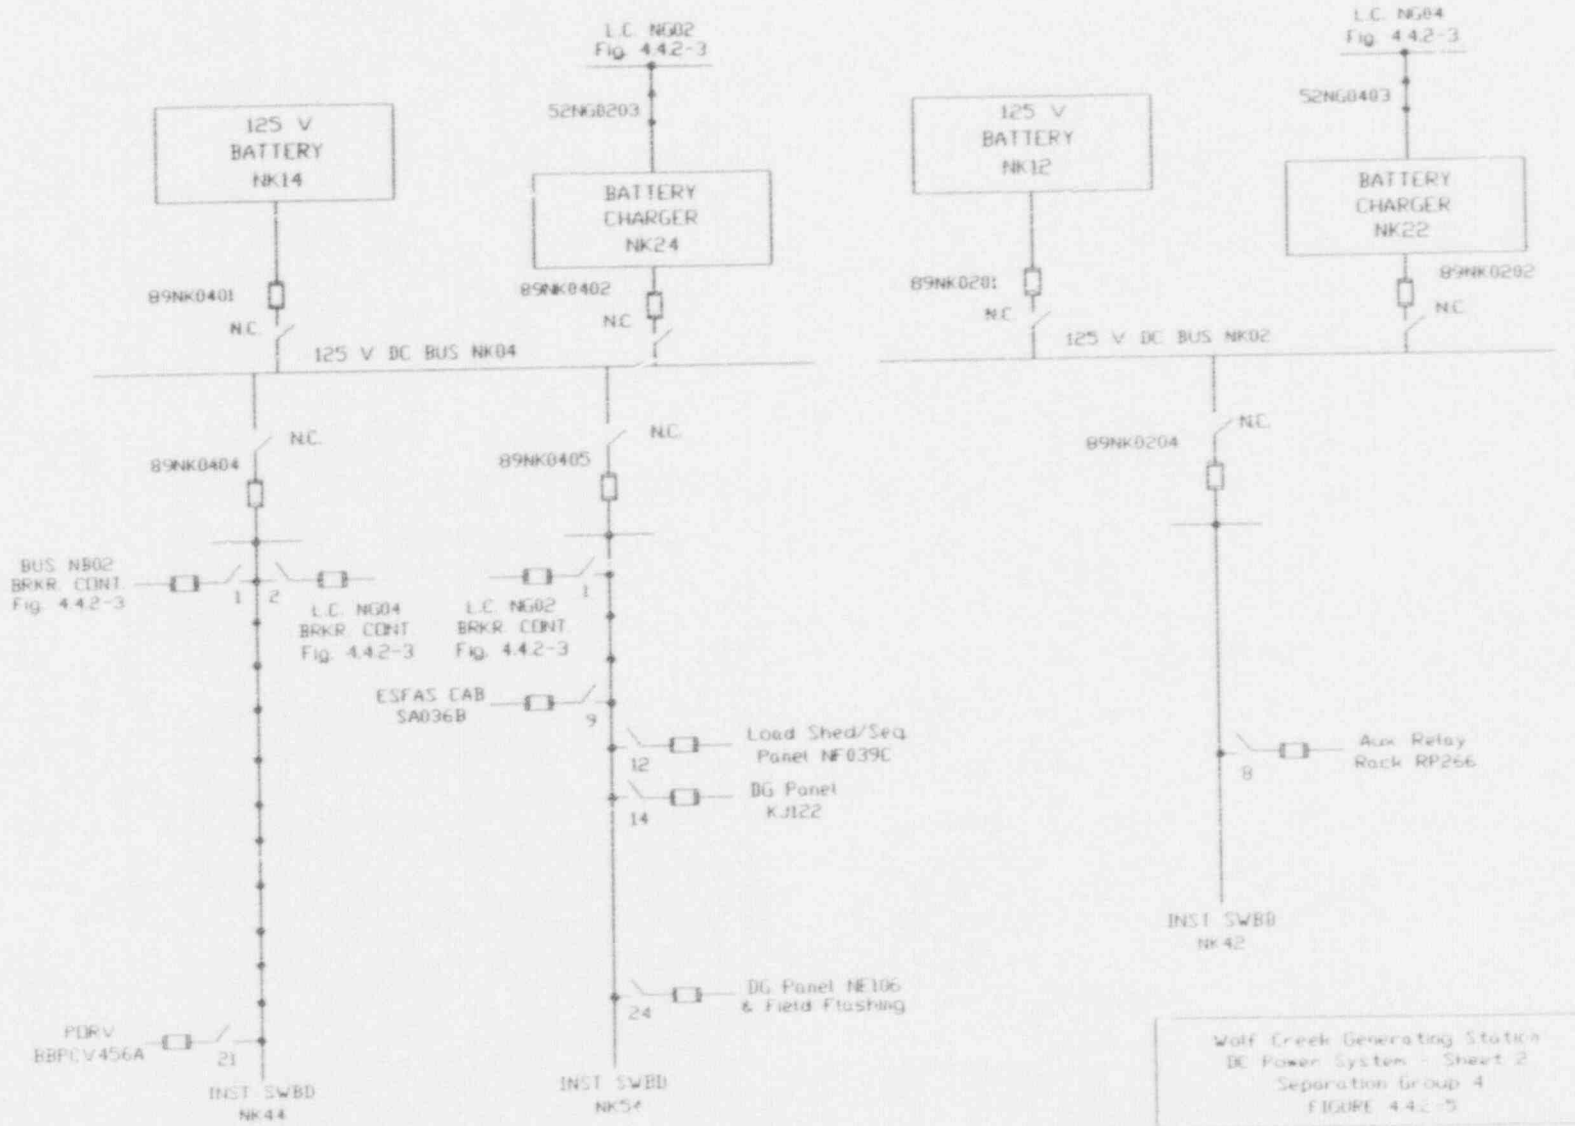 L.C. NG02
Fig. 4.4.2-3
L.C. NG04
Fig. 4.4.2-3
52NG0203
52NG0403
125 V
BATTERY
NK14
BATTERY
CHARGER
NK24
125 V
BATTERY
NK12
BATTERY
CHARGER
NK22
89NK0401
N.C.
89NK0402
N.C.
89NK0201
N.C.
89NK0202
N.C.
125 V DC BUS NK04
125 V DC BUS NK02
N.C.
89NK0404
N.C.
89NK0405
N.C.
89NK0204
BUS NB02
BRKR. CONT.
Fig. 4.4.2-3
1
2
L.C. NG04
BRKR. CONT
Fig. 4.4.2-3
L.C. NG02
BRKR. CONT.
Fig. 4.4.2-3
1
ESFAS CAB
SA036B
9
12
Load Shed/Seq.
Panel NF039C
14
DG Panel
KJ122
8
Aux Relay
Rack RP266
24
DG Panel NE106
& Field Flashing
PORV
BBPCV456A
21
INST SWBD
NK44
INST SWBD
NK54
INST SWBD
NK42
Wolf Creek Generating Station
DC Power System - Sheet 2
Separation Group 4
FIGURE 4.4.2-5